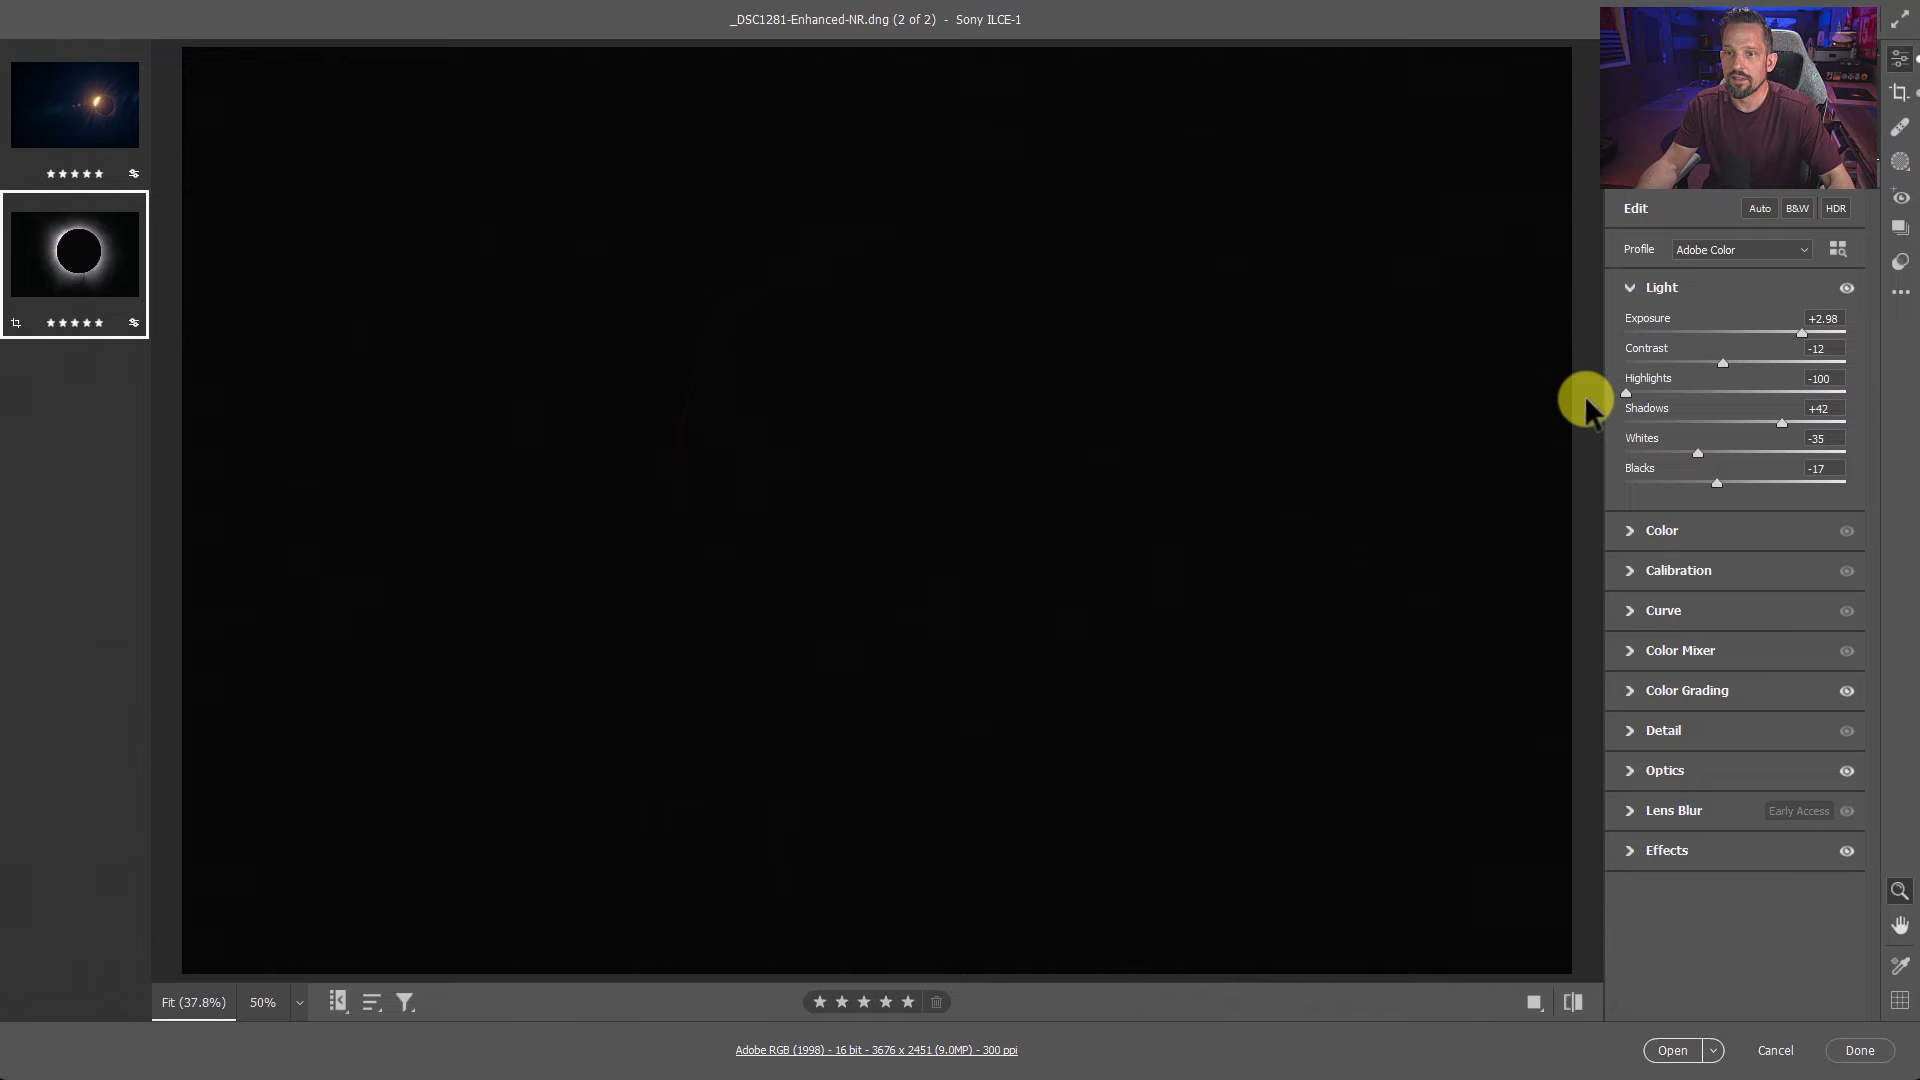 _DSC1281-Enhanced-NR.dng (2 of 2) - Sony ILCE-1
Edit
Auto
B&W
HDR
Profile
Adobe Color
Light
Exposure
+2.98
Contrast
-12
Highlights
-100
Shadows
+42
Whites
-35
Blacks
-17
Color
Calibration
Curve
Color Mixer
Color Grading
Detail
Optics
Lens Blur
Early Access
Effects
Fit (37.8%)
50%
Adobe RGB (1998) - 16 bit - 3676 x 2451 (9.0MP) - 300 ppi
Open
Cancel
Done